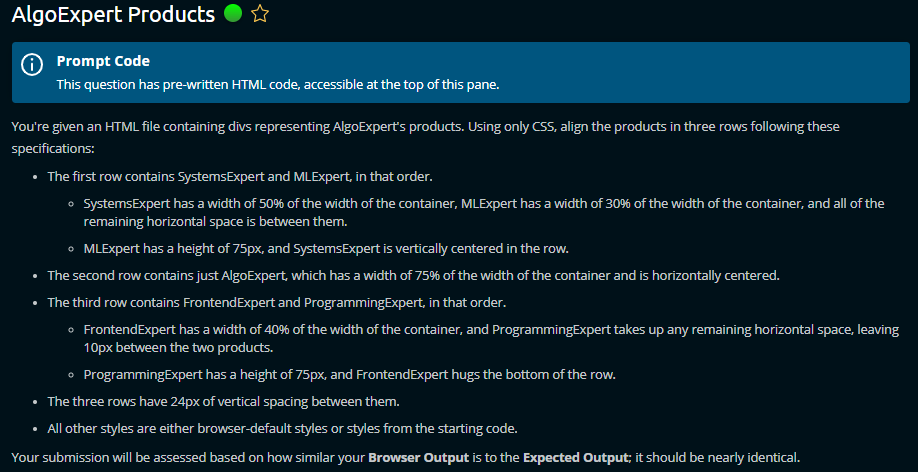 AlgoExpert Products
Prompt Code
This question has pre-written HTML code, accessible at the top of this pane.
You're given an HTML file containing divs representing AlgoExpert's products. Using only CSS, align the products in three rows following these
specifications:
• The first row contains SystemsExpert and MLExpert, in that order.
◦ SystemsExpert has a width of 50% of the width of the container, MLExpert has a width of 30% of the width of the container, and all of the
remaining horizontal space is between them.
◦ MLExpert has a height of 75px, and SystemsExpert is vertically centered in the row.
• The second row contains just AlgoExpert, which has a width of 75% of the width of the container and is horizontally centered.
• The third row contains FrontendExpert and ProgrammingExpert, in that order.
◦ FrontendExpert has a width of 40% of the width of the container, and ProgrammingExpert takes up any remaining horizontal space, leaving
10px between the two products.
◦ ProgrammingExpert has a height of 75px, and FrontendExpert hugs the bottom of the row.
• The three rows have 24px of vertical spacing between them.
• All other styles are either browser-default styles or styles from the starting code.
Your submission will be assessed based on how similar your Browser Output is to the Expected Output; it should be nearly identical.